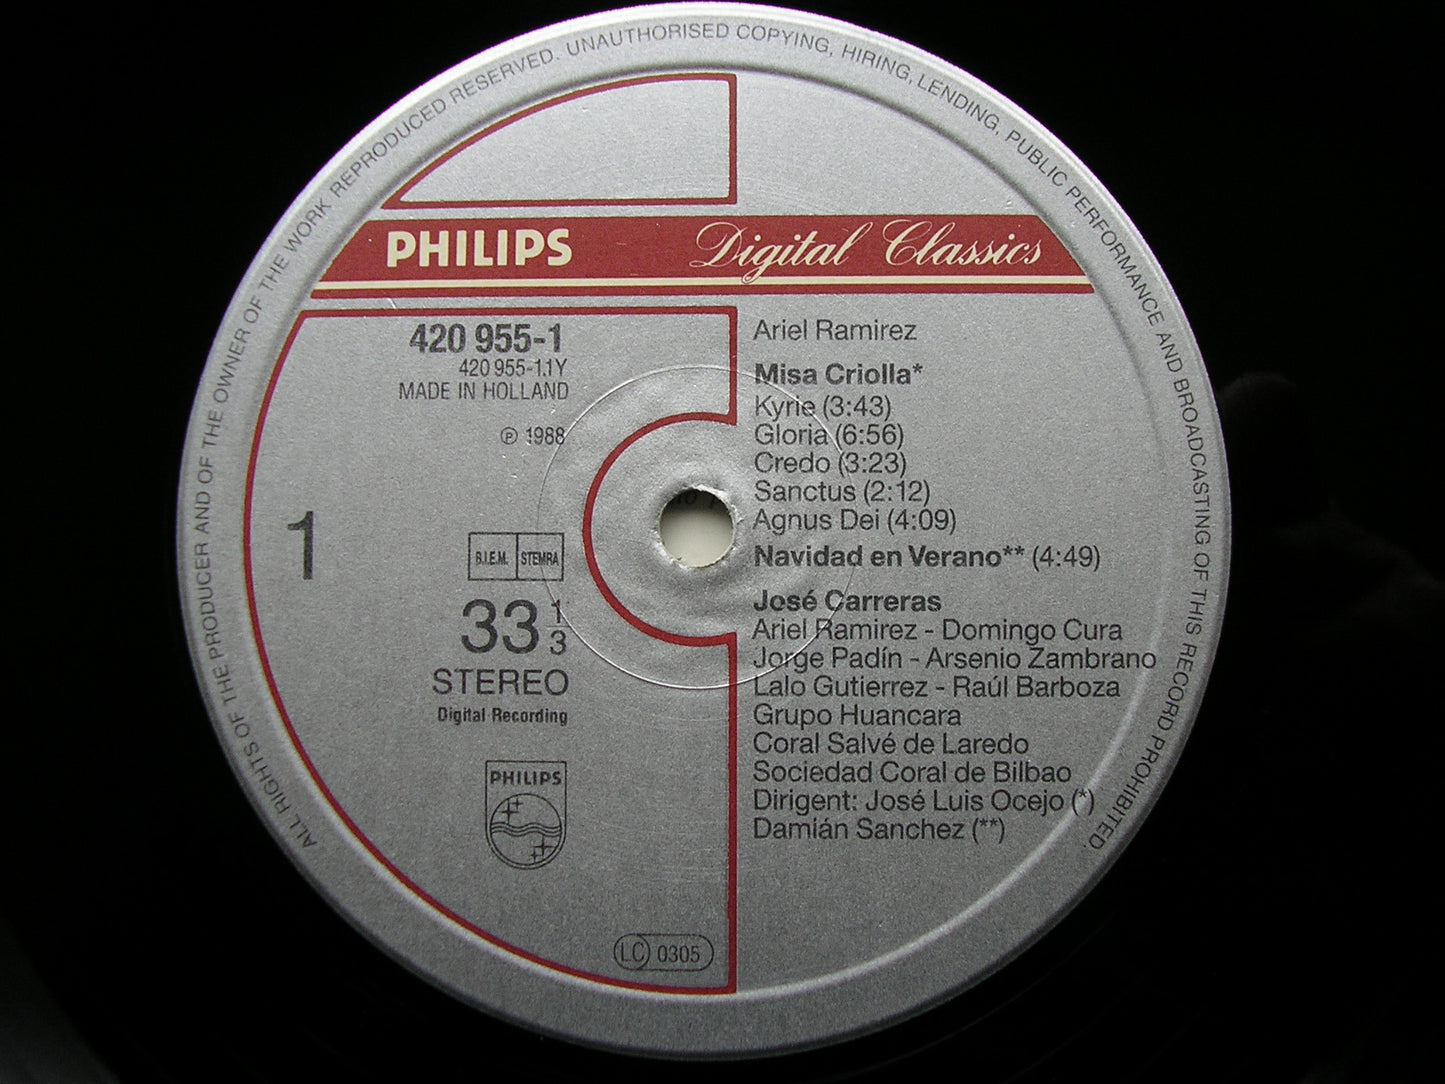 ALL RIGHTS OF THE PRODUCER AND OF THE OWNER OF THE WORK REPRODUCED RESERVED. UNAUTHORISED COPYING, HIRING, LENDING, PUBLIC PERFORMANCE AND BROADCASTING OF THIS RECORD PROHIBITED.
PHILIPS Digital Classics
420 955-1
420 955-1.1Y
MADE IN HOLLAND
℗ 1988
1
B.I.E.M. STEMRA
33 1/3
STEREO
Digital Recording
PHILIPS
LC 0305
Ariel Ramirez
Misa Criolla*
Kyrie (3:43)
Gloria (6:56)
Credo (3:23)
Sanctus (2:12)
Agnus Dei (4:09)
Navidad en Verano** (4:49)
José Carreras
Ariel Ramirez - Domingo Cura
Jorge Padín - Arsenio Zambrano
Lalo Gutierrez - Raúl Barboza
Grupo Huancara
Coral Salvé de Laredo
Sociedad Coral de Bilbao
Dirigent: José Luis Ocejo (*)
Damián Sanchez (**)